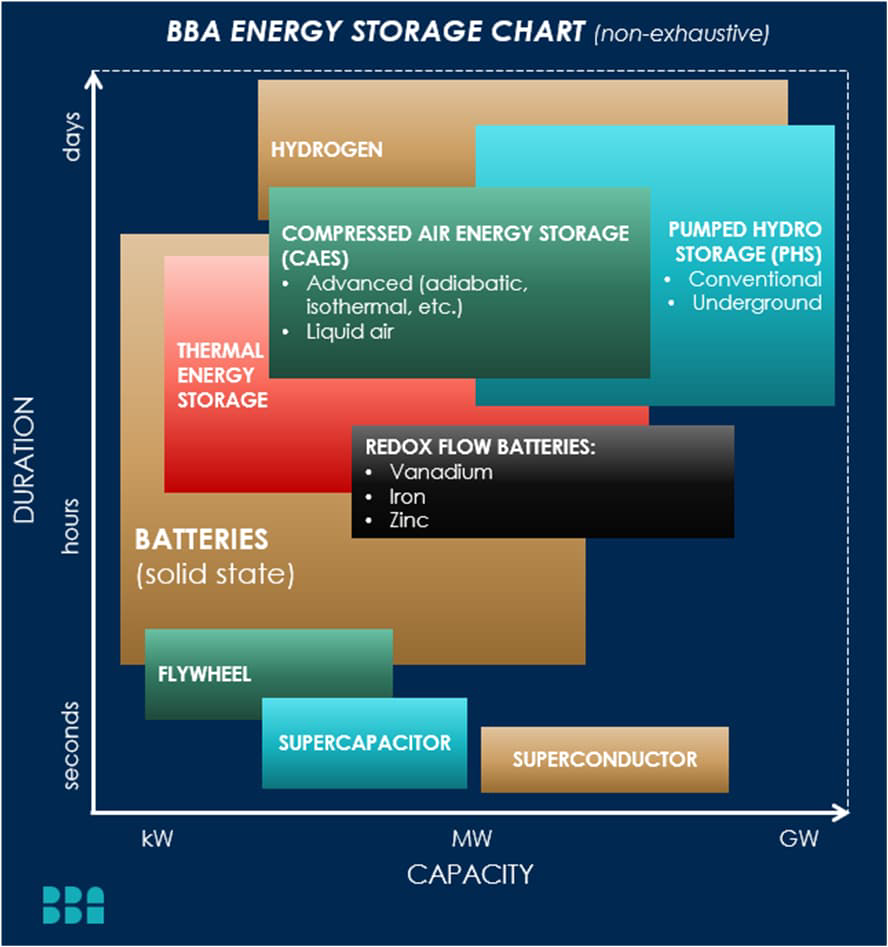 BBA ENERGY STORAGE CHART (non-exhaustive)
days
HYDROGEN
COMPRESSED AIR ENERGY STORAGE
(CAES)
• Advanced (adiabatic,
isothermal, etc.)
• Liquid air
PUMPED HYDRO
STORAGE (PHS)
• Conventional
• Underground
THERMAL
ENERGY
STORAGE
DURATION
REDOX FLOW BATTERIES:
• Vanadium
• Iron
• Zinc
hours
BATTERIES
(solid state)
FLYWHEEL
SUPERCAPACITOR
SUPERCONDUCTOR
seconds
kW
MW
GW
CAPACITY
BBA